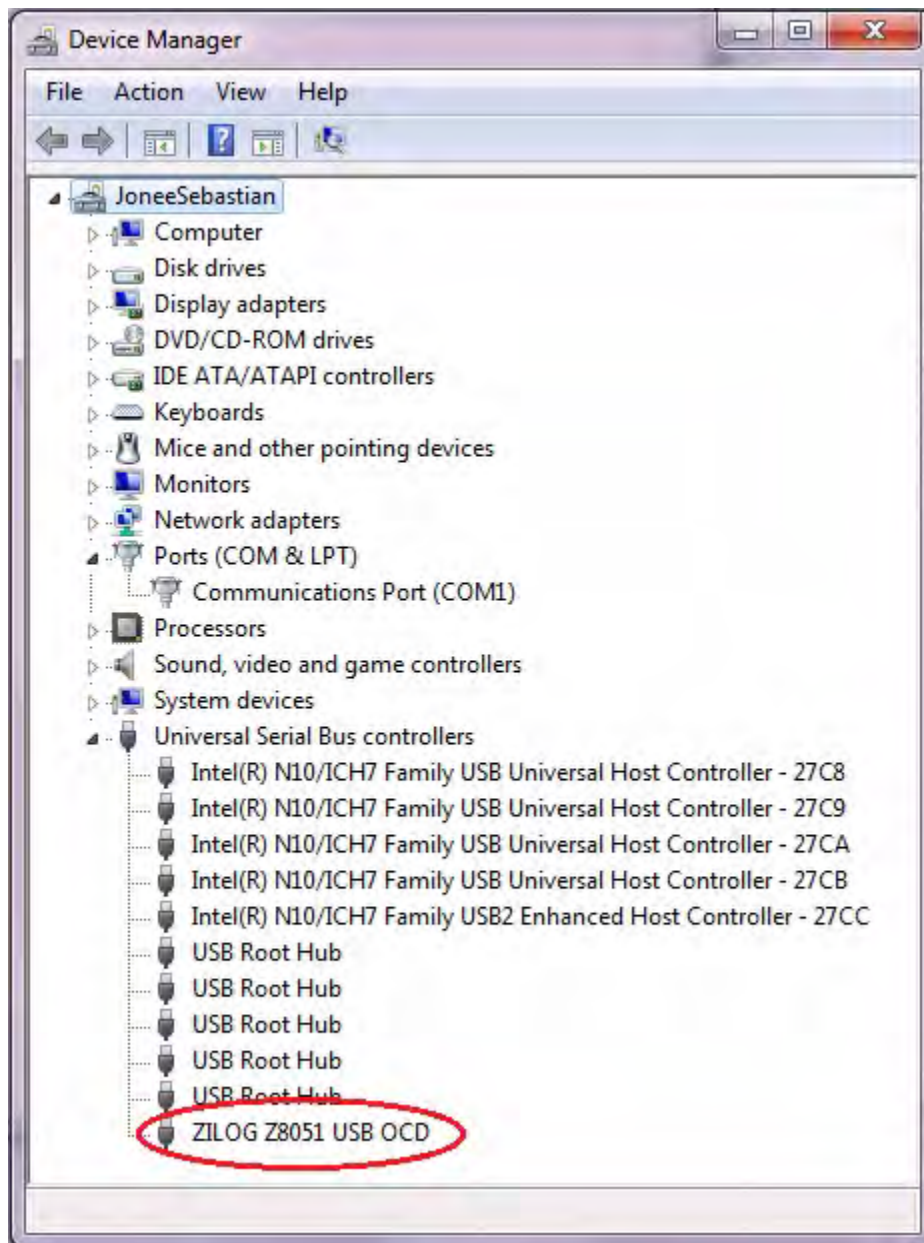 Device Manager
File Action View Help
JoneeSebastian
Computer
Disk drives
Display adapters
DVD/CD-ROM drives
IDE ATA/ATAPI controllers
Keyboards
Mice and other pointing devices
Monitors
Network adapters
Ports (COM & LPT)
Communications Port (COM1)
Processors
Sound, video and game controllers
System devices
Universal Serial Bus controllers
Intel(R) N10/ICH7 Family USB Universal Host Controller - 27C8
Intel(R) N10/ICH7 Family USB Universal Host Controller - 27C9
Intel(R) N10/ICH7 Family USB Universal Host Controller - 27CA
Intel(R) N10/ICH7 Family USB Universal Host Controller - 27CB
Intel(R) N10/ICH7 Family USB2 Enhanced Host Controller - 27CC
USB Root Hub
USB Root Hub
USB Root Hub
USB Root Hub
USB Root Hub
ZILOG Z8051 USB OCD